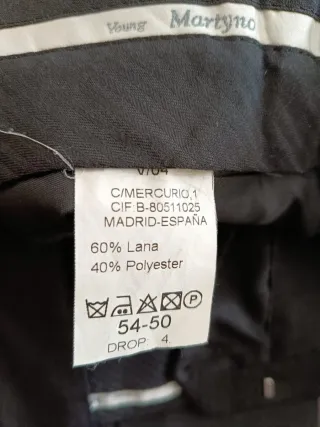 Young Martyno
V/04
C/MERCURIO,1
CIF B-80511025
MADRID-ESPAÑA
60% Lana
40% Polyester
P
54-50
DROP 4